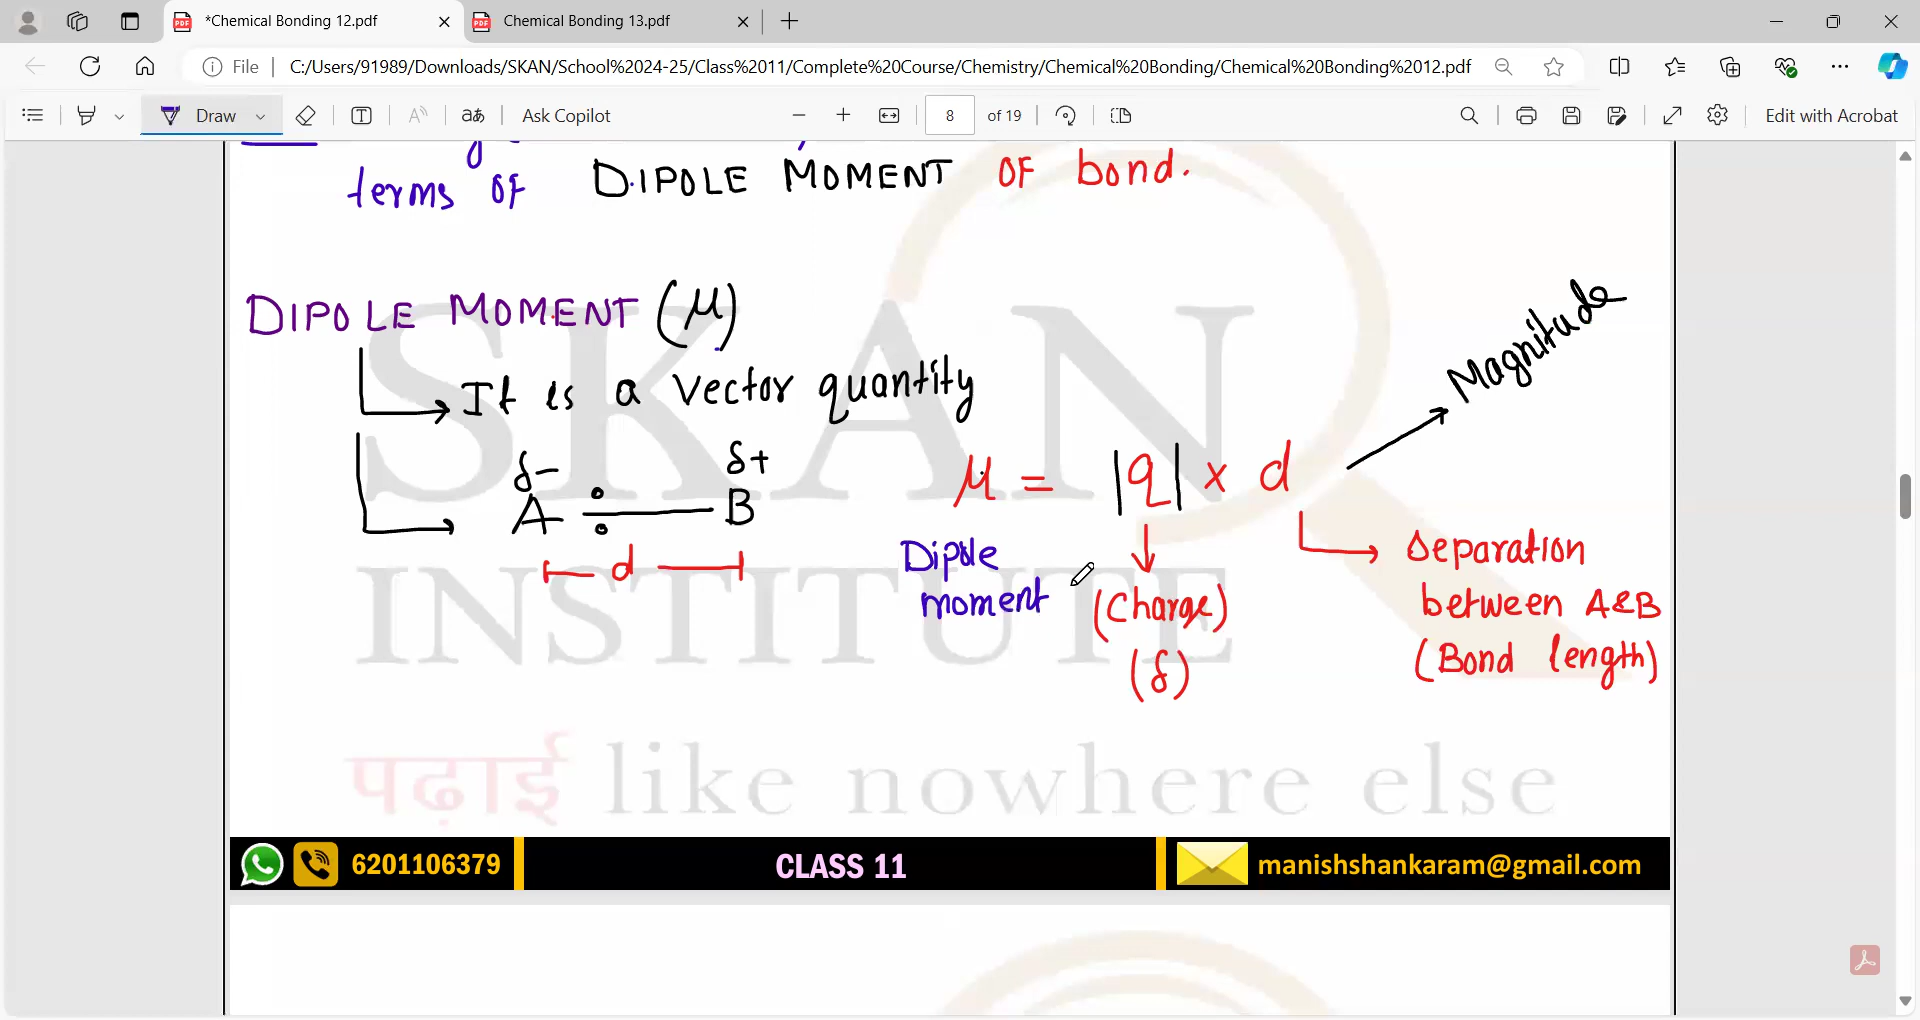 *Chemical Bonding 12.pdf
Chemical Bonding 13.pdf
File
C:/Users/91989/Downloads/SKAN/School%2024-25/Class%2011/Complete%20Course/Chemistry/Chemical%20Bonding/Chemical%20Bonding%2012.pdf
Draw
Ask Copilot
8 of 19
Edit with Acrobat
terms of DIPOLE MOMENT OF bond.
DIPOLE MOMENT (μ)
It is a vector quantity
Magnitude
δ- δ+
A B
d
μ = |q| x d
Dipole moment
(Charge)
(δ)
Separation
between A&B
(Bond length)
SKAN
INSTITUTE
पढ़ाई like nowhere else
6201106379
CLASS 11
manishshankaram@gmail.com